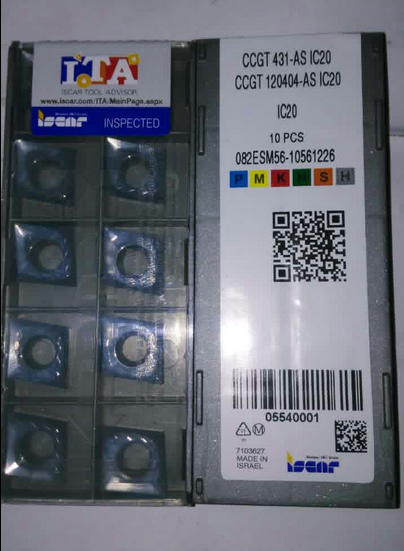 ITA
ISCAR TOOL ADVISOR
www.iscar.com/ITA/MainPage.aspx
iscar INSPECTED
CCGT 431-AS IC20
CCGT 120404-AS IC20
IC20
10 PCS
082ESM56-10561226
P M K N S H
05540001
M
7103627
MADE IN
ISRAEL
iscar